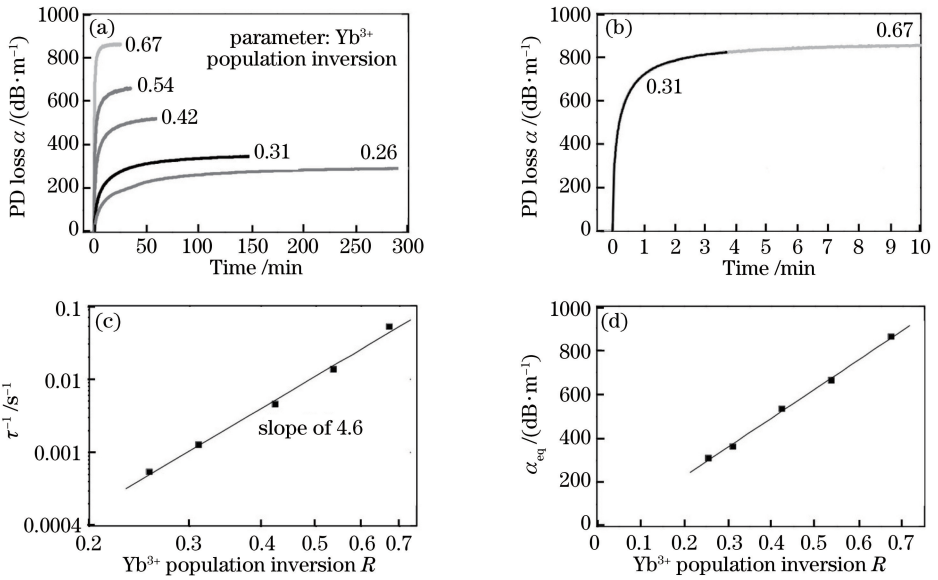 (a)
PD loss α /(dB·m⁻¹)
1000
800
600
400
200
0
0.67
parameter: Yb³⁺
population inversion
0.54
0.42
0.31
0.26
0 50 100 150 200 250 300
Time /min
(b)
PD loss α /(dB·m⁻¹)
1000
800
600
400
200
0
0.67
0.31
0 1 2 3 4 5 6 7 8 9 10
Time /min
(c)
τ⁻¹ /s⁻¹
0.1
0.01
0.001
0.0004
slope of 4.6
0.2 0.3 0.4 0.5 0.6 0.7
Yb³⁺ population inversion R
(d)
αeq /(dB·m⁻¹)
1000
800
600
400
200
0
0 0.1 0.2 0.3 0.4 0.5 0.6 0.7
Yb³⁺ population inversion R